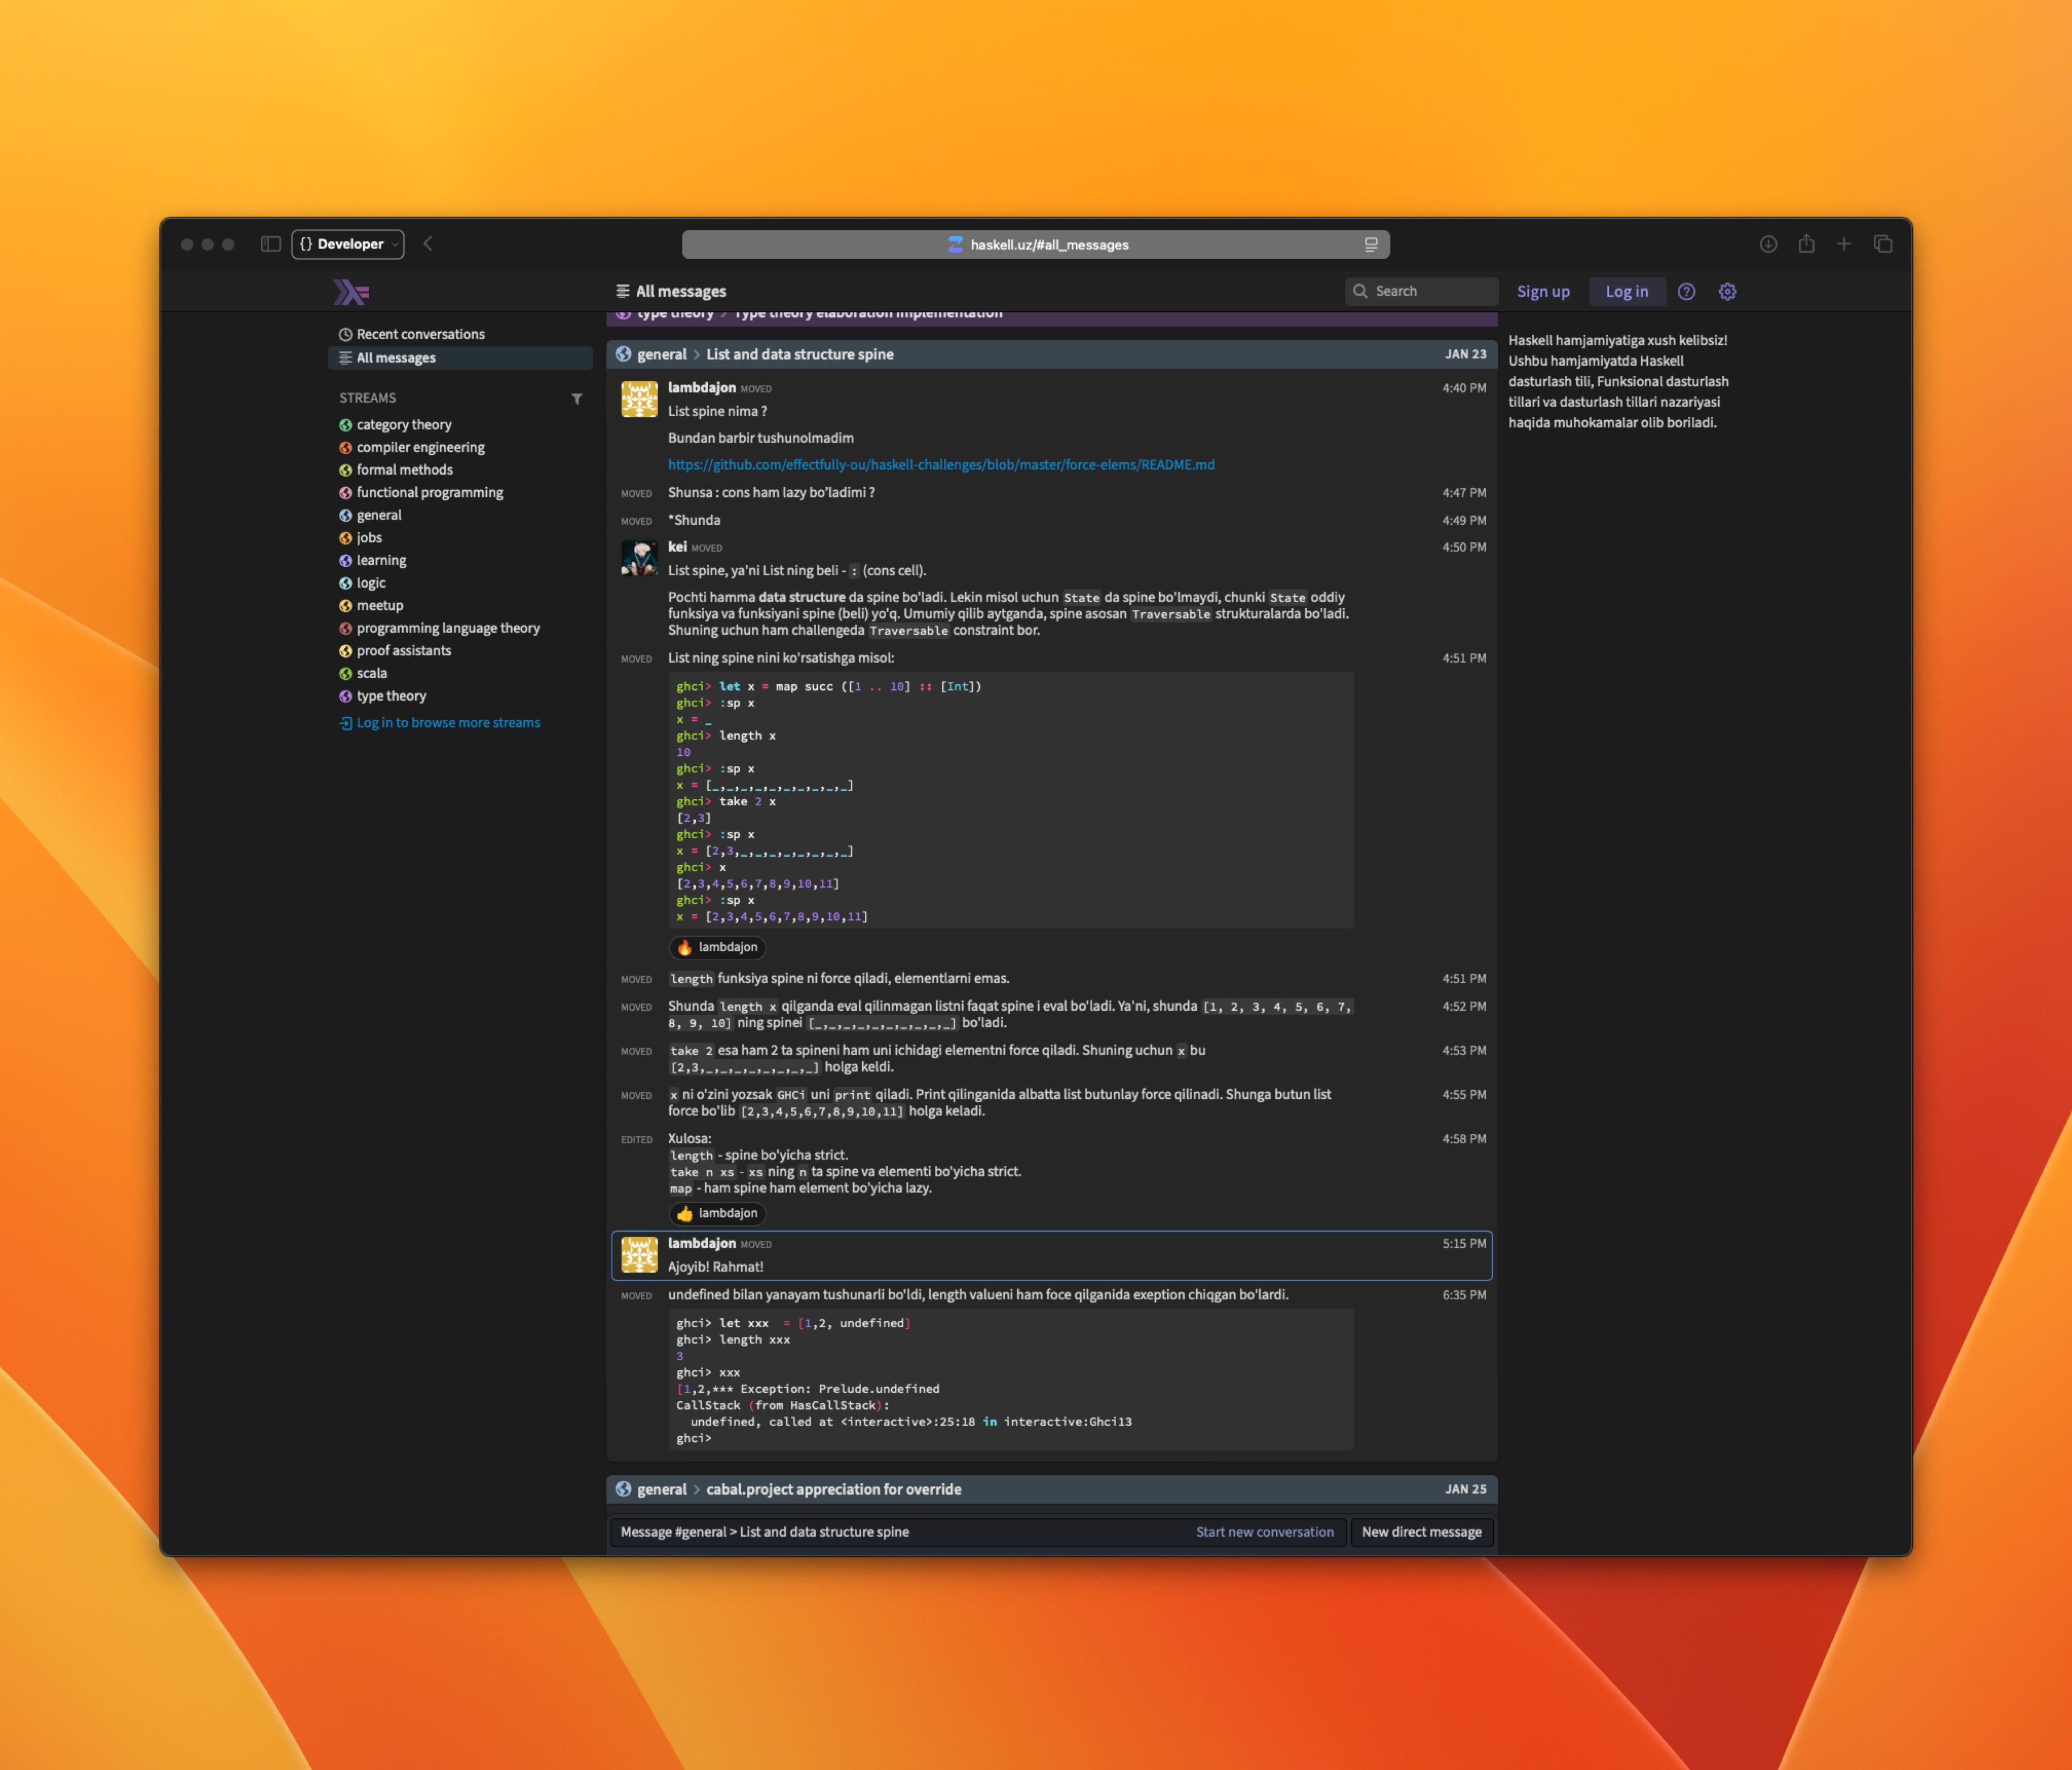 {} Developer
haskell.uz/#all_messages
All messages
Search
Sign up
Log in
Recent conversations
All messages
STREAMS
category theory
compiler engineering
formal methods
functional programming
general
jobs
learning
logic
meetup
programming language theory
proof assistants
scala
type theory
Log in to browse more streams
type theory > Type theory elaboration implementation
general > List and data structure spine JAN 23
lambdajon MOVED 4:40 PM
List spine nima ?
Bundan barbir tushunolmadim
https://github.com/effectfully-ou/haskell-challenges/blob/master/force-elems/README.md
MOVED Shunsa : cons ham lazy bo'ladimi ? 4:47 PM
MOVED *Shunda 4:49 PM
kei MOVED 4:50 PM
List spine, ya'ni List ning beli - : (cons cell).
Pochti hamma data structure da spine bo'ladi. Lekin misol uchun State da spine bo'lmaydi, chunki State oddiy
funksiya va funksiyani spine (beli) yo'q. Umumiy qilib aytganda, spine asosan Traversable strukturalarda bo'ladi.
Shuning uchun ham challengeda Traversable constraint bor.
MOVED List ning spine nini ko'rsatishga misol: 4:51 PM
ghci> let x = map succ ([1 .. 10] :: [Int])
ghci> :sp x
x = _
ghci> length x
10
ghci> :sp x
x = [_,_,_,_,_,_,_,_,_,_]
ghci> take 2 x
[2,3]
ghci> :sp x
x = [2,3,_,_,_,_,_,_,_,_]
ghci> x
[2,3,4,5,6,7,8,9,10,11]
ghci> :sp x
x = [2,3,4,5,6,7,8,9,10,11]
🔥 lambdajon
MOVED length funksiya spine ni force qiladi, elementlarni emas. 4:51 PM
MOVED Shunda length x qilganda eval qilinmagan listni faqat spine i eval bo'ladi. Ya'ni, shunda [1, 2, 3, 4, 5, 6, 7, 4:52 PM
8, 9, 10] ning spinei [_,_,_,_,_,_,_,_,_,_] bo'ladi.
MOVED take 2 esa ham 2 ta spineni ham uni ichidagi elementni force qiladi. Shuning uchun x bu 4:53 PM
[2,3,_,_,_,_,_,_,_,_] holga keldi.
MOVED x ni o'zini yozsak GHCi uni print qiladi. Print qilinganida albatta list butunlay force qilinadi. Shunga butun list 4:55 PM
force bo'lib [2,3,4,5,6,7,8,9,10,11] holga keladi.
EDITED Xulosa: 4:58 PM
length - spine bo'yicha strict.
take n xs - xs ning n ta spine va elementi bo'yicha strict.
map - ham spine ham element bo'yicha lazy.
👍 lambdajon
lambdajon MOVED 5:15 PM
Ajoyib! Rahmat!
MOVED undefined bilan yanayam tushunarli bo'ldi, length valueni ham foce qilganida exeption chiqgan bo'lardi. 6:35 PM
ghci> let xxx  = [1,2, undefined]
ghci> length xxx
3
ghci> xxx
[1,2,*** Exception: Prelude.undefined
CallStack (from HasCallStack):
  undefined, called at <interactive>:25:18 in interactive:Ghci13
ghci>
general > cabal.project appreciation for override JAN 25
Message #general > List and data structure spine
Start new conversation
New direct message
Haskell hamjamiyatiga xush kelibsiz!
Ushbu hamjamiyatda Haskell
dasturlash tili, Funksional dasturlash
tillari va dasturlash tillari nazariyasi
haqida muhokamalar olib boriladi.